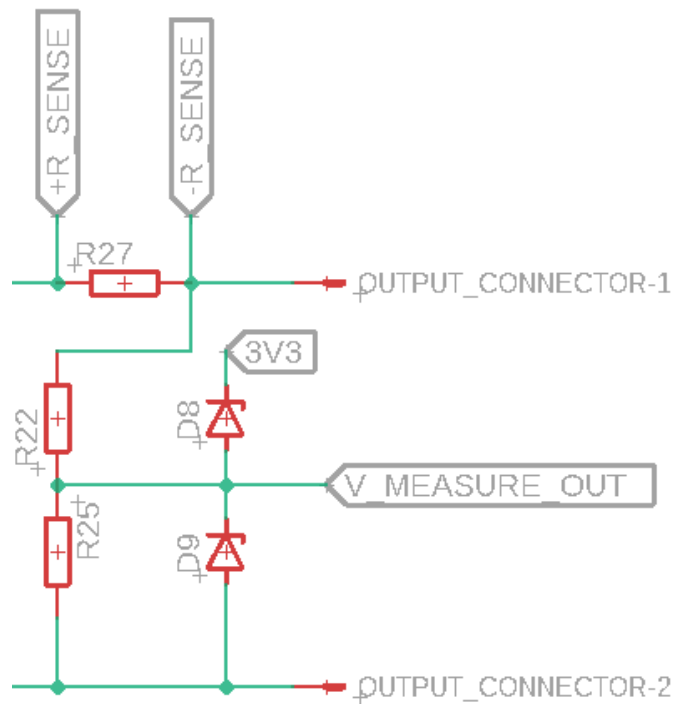 +R_SENSE
-R_SENSE
R27
OUTPUT_CONNECTOR-1
3V3
D8
R22
V_MEASURE_OUT
R25
D9
OUTPUT_CONNECTOR-2